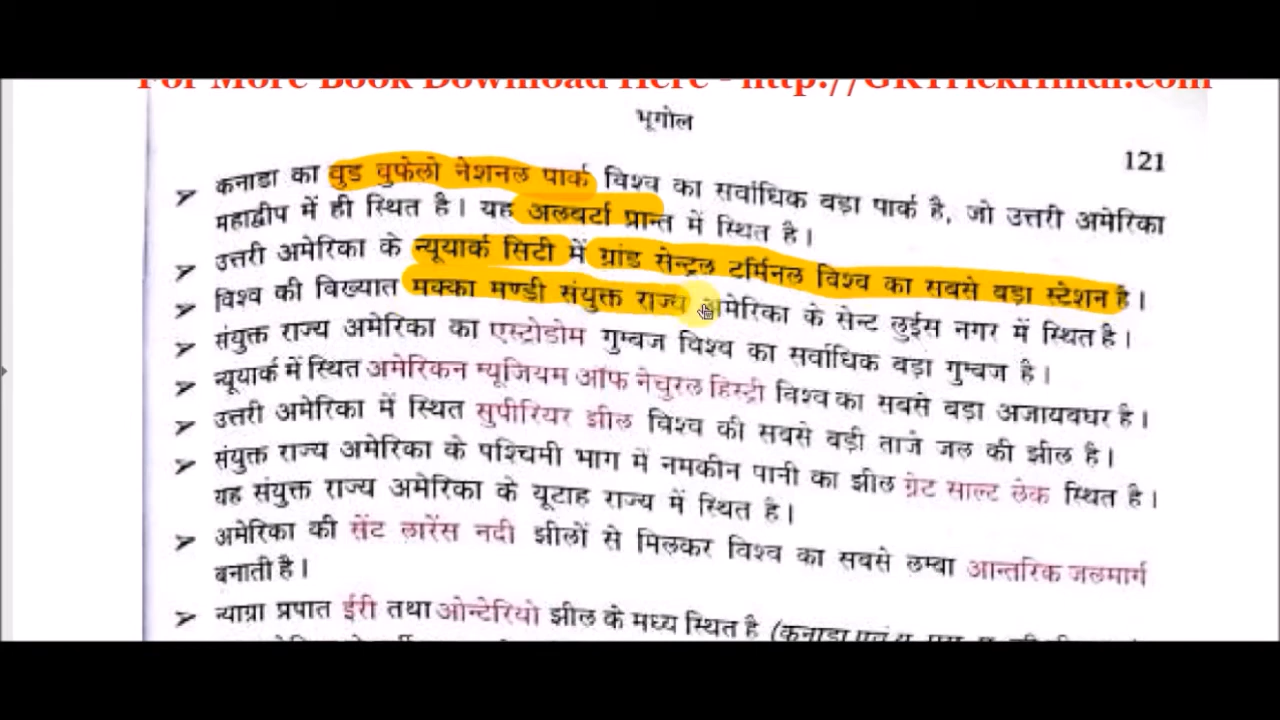 For More Book Download Here - http://GKTrickHindi.com
भूगोल
121
➤ कनाडा का वुड वुफेलो नेशनल पार्क विश्व का सर्वाधिक बड़ा पार्क है, जो उत्तरी अमेरिका
महाद्वीप में ही स्थित है। यह अलबर्टा प्रान्त में स्थित है।
➤ उत्तरी अमेरिका के न्यूयार्क सिटी में ग्रांड सेन्ट्रल टर्मिनल विश्व का सबसे बड़ा स्टेशन है।
➤ विश्व की विख्यात मक्का मण्डी संयुक्त राज्य अमेरिका के सेन्ट लुईस नगर में स्थित है।
➤ संयुक्त राज्य अमेरिका का एस्ट्रोडोम गुम्बज विश्व का सर्वाधिक बड़ा गुम्बज है।
➤ न्यूयार्क में स्थित अमेरिकन म्यूजियम ऑफ नेचुरल हिस्ट्री विश्व का सबसे बड़ा अजायबघर है।
➤ उत्तरी अमेरिका में स्थित सुपीरियर झील विश्व की सबसे बड़ी ताजे जल की झील है।
➤ संयुक्त राज्य अमेरिका के पश्चिमी भाग में नमकीन पानी का झील ग्रेट साल्ट लेक स्थित है।
यह संयुक्त राज्य अमेरिका के यूटाह राज्य में स्थित है।
➤ अमेरिका की सेंट लारेंस नदी झीलों से मिलकर विश्व का सबसे लम्बा आन्तरिक जलमार्ग
बनाती है।
➤ न्याग्रा प्रपात ईरी तथा ओन्टेरियो झील के मध्य स्थित है (कनाडा एवं